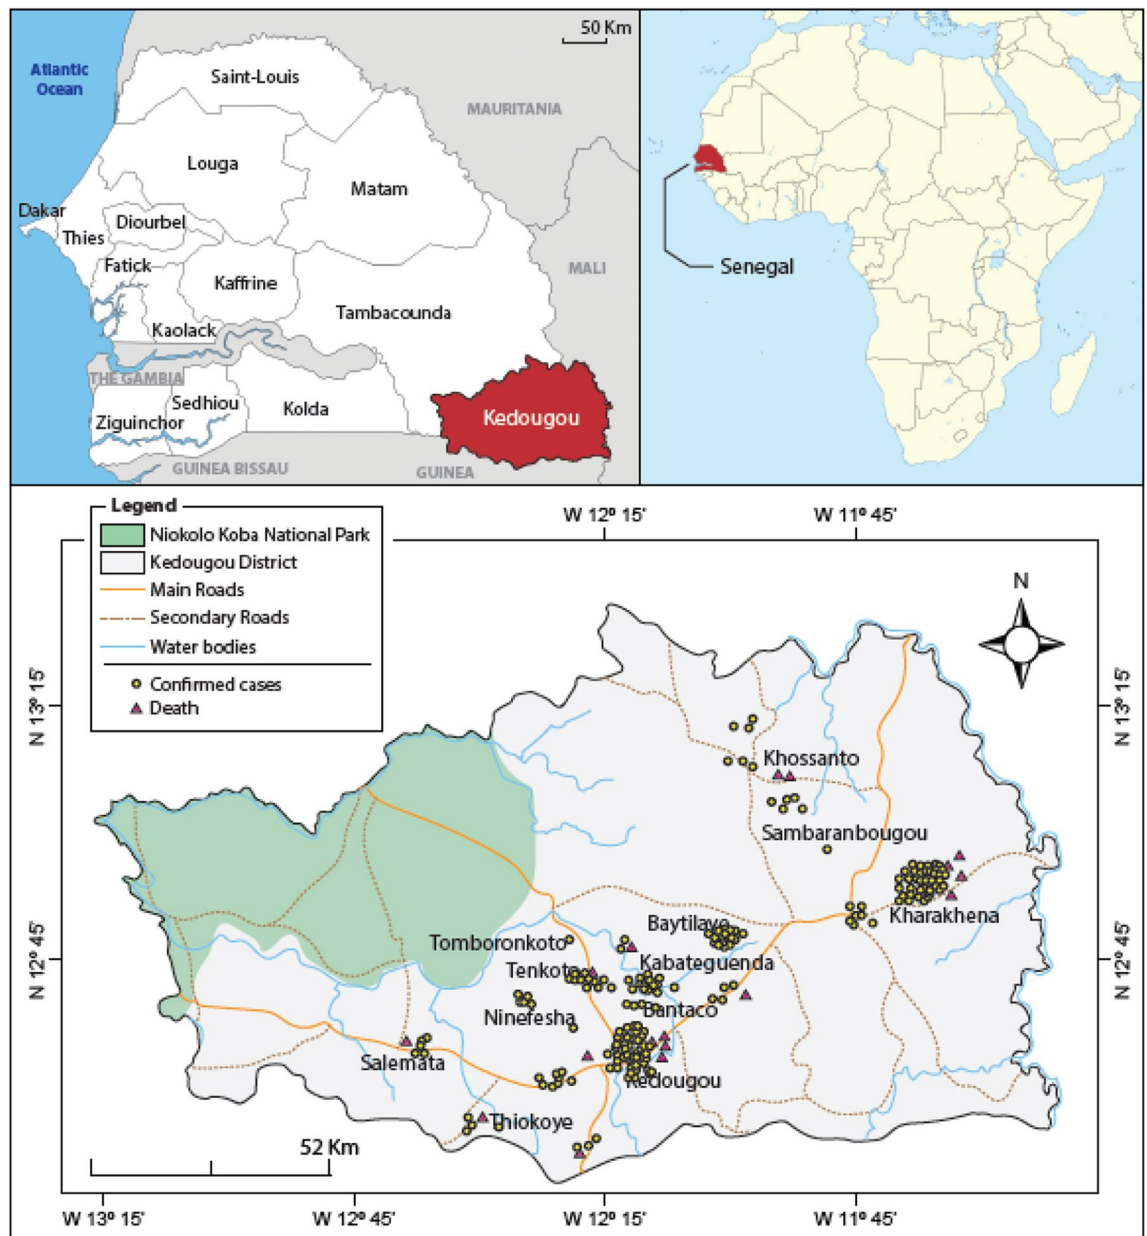 50 Km
Atlantic
Ocean
Saint-Louis
MAURITANIA
Louga
Matam
Dakar
Diourbel
Thies
Fatick
MALI
Kaffrine
Tambacounda
Kaolack
THE GAMBIA
Sedhiou
Kolda
Ziguinchor
Kedougou
GUINEA BISSAU
GUINEA
Senegal
Legend
Niokolo Koba National Park
Kedougou District
Main Roads
Secondary Roads
Water bodies
Confirmed cases
Death
W 12º 15'
W 11º 45'
N
N 13º 15'
N 13º 15'
Khossanto
Sambaranbougou
Kharakhena
Baytilaye
Tomboronkoto
Kabateguenda
N 12º 45'
N 12º 45'
Tenkoto
Bantaco
Ninefesha
Salemata
Kedougou
Thiokoye
52 Km
W 13º 15'
W 12º 45'
W 12º 15'
W 11º 45'